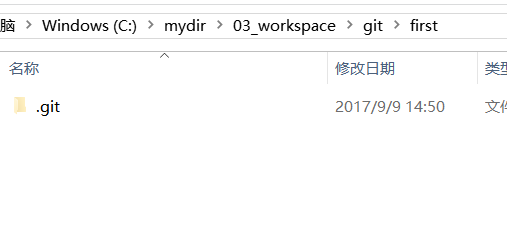 脑 > Windows (C:) > mydir > 03_workspace > git > first
名称 修改日期 类型
.git 2017/9/9 14:50 文件